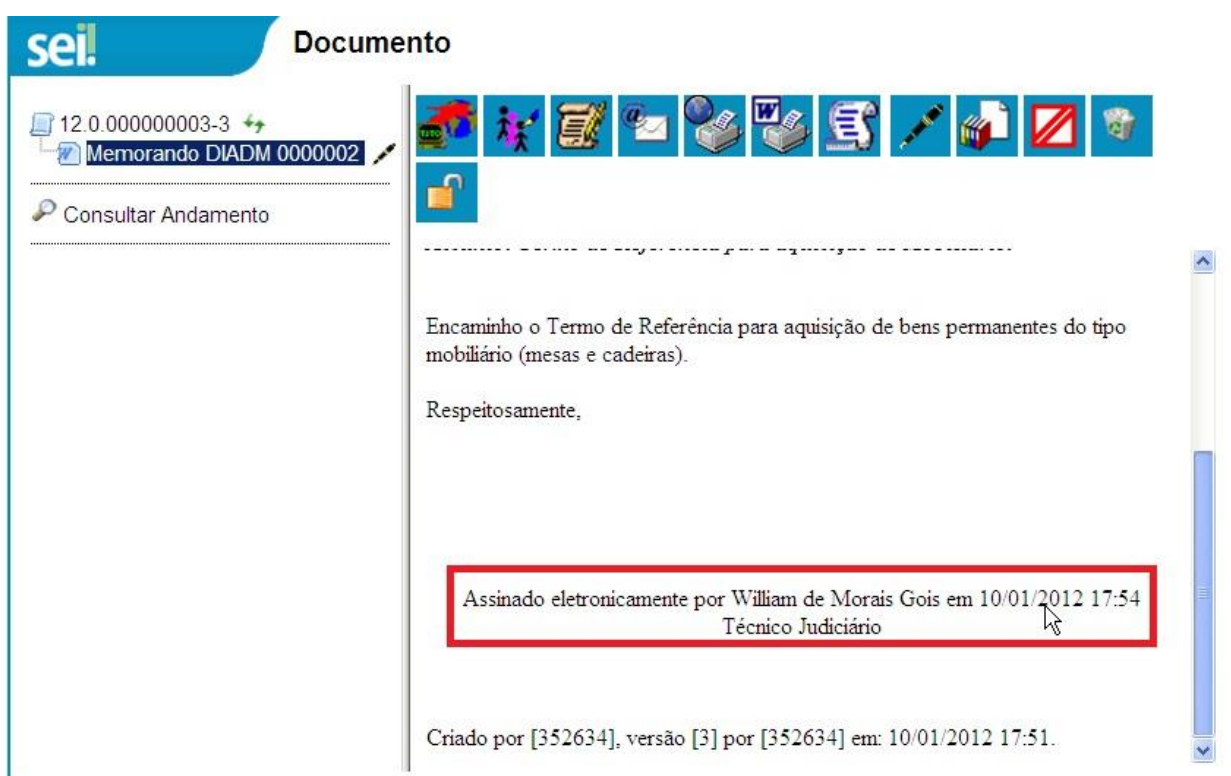 sei!
Documento
12.0.000000003-3
Memorando DIADM 0000002
Consultar Andamento
Encaminho o Termo de Referência para aquisição de bens permanentes do tipo
mobiliário (mesas e cadeiras).
Respeitosamente,
Assinado eletronicamente por William de Morais Gois em 10/01/2012 17:54
Técnico Judiciário
Criado por [352634], versão [3] por [352634] em: 10/01/2012 17:51.